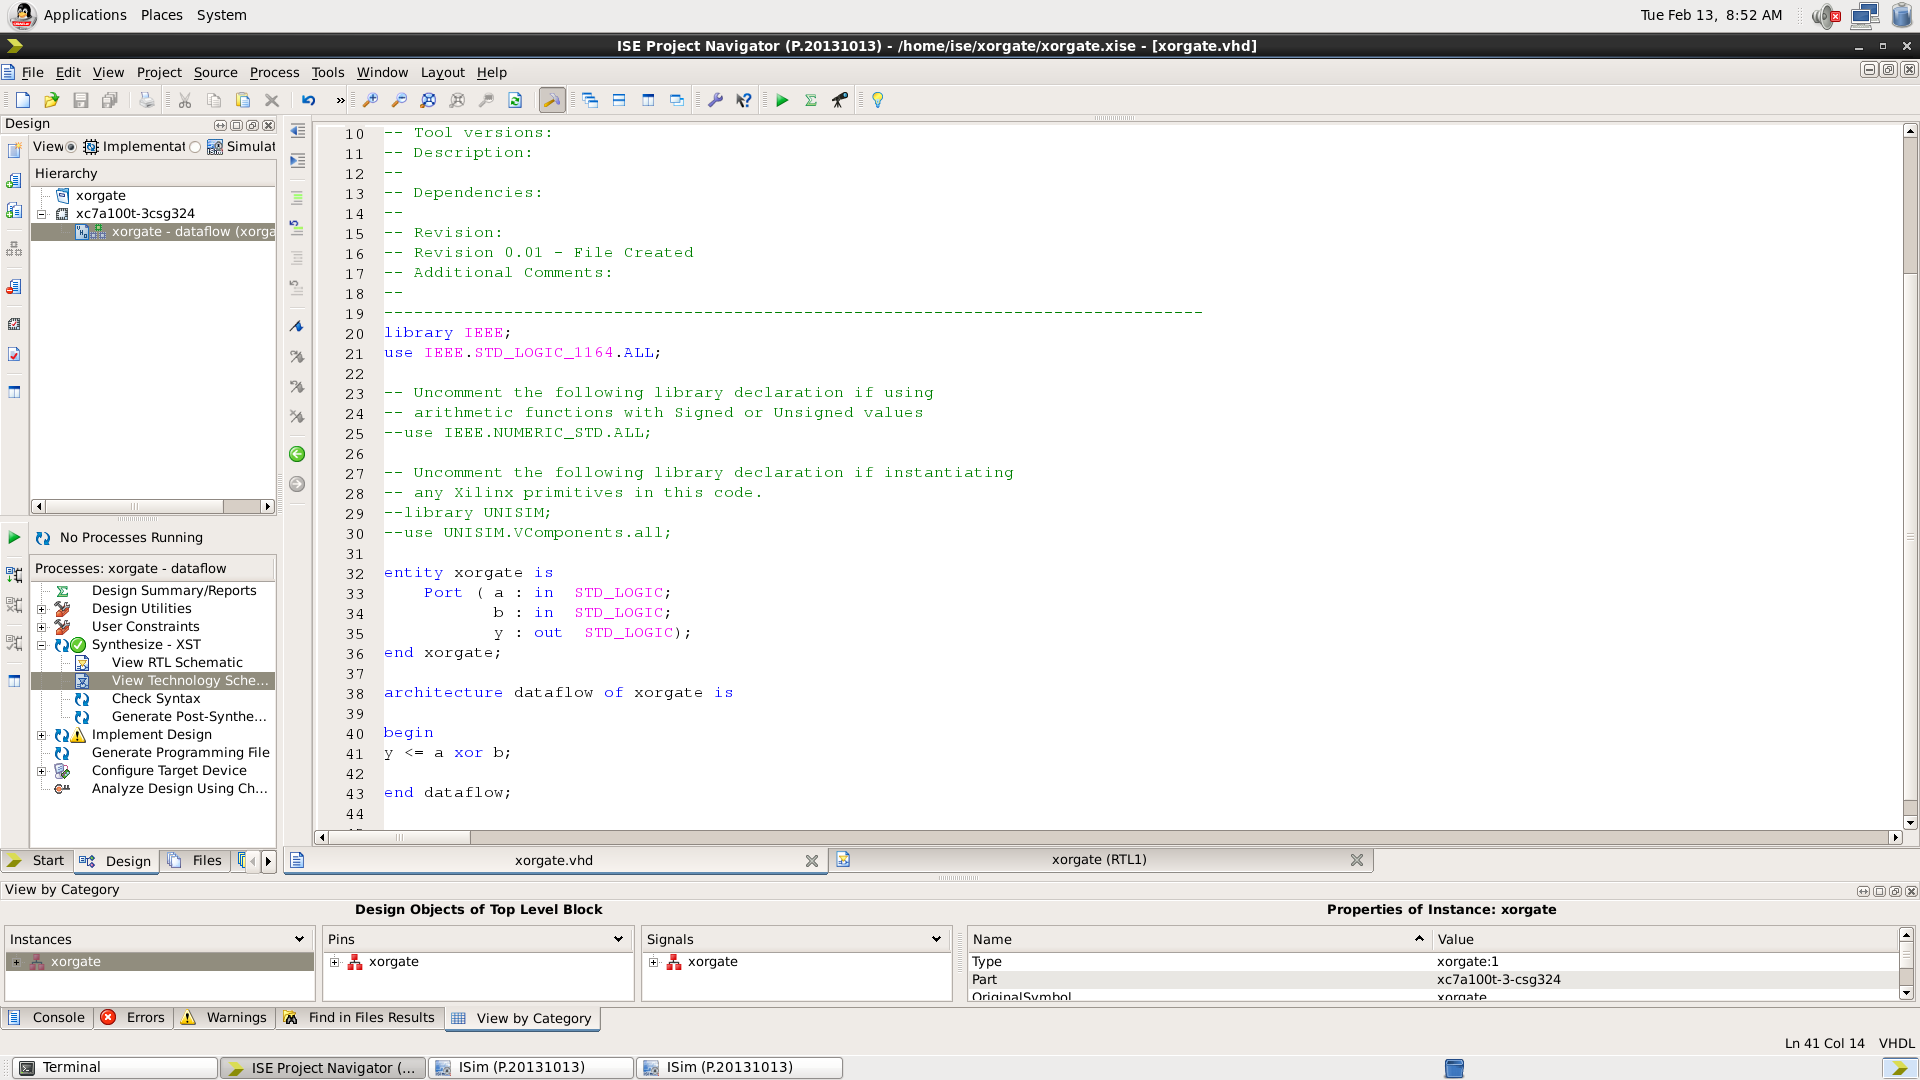 Applications Places System Tue Feb 13, 8:52 AM
ISE Project Navigator (P.20131013) - /home/ise/xorgate/xorgate.xise - [xorgate.vhd]
File Edit View Project Source Process Tools Window Layout Help
Design
View Implementat Simulat
Hierarchy
xorgate
xc7a100t-3csg324
xorgate - dataflow (xorga
No Processes Running
Processes: xorgate - dataflow
Design Summary/Reports
Design Utilities
User Constraints
Synthesize - XST
View RTL Schematic
View Technology Sche...
Check Syntax
Generate Post-Synthe...
Implement Design
Generate Programming File
Configure Target Device
Analyze Design Using Ch...
Start Design Files
10 -- Tool versions:
11 -- Description:
12 --
13 -- Dependencies:
14 --
15 -- Revision:
16 -- Revision 0.01 - File Created
17 -- Additional Comments:
18 --
19 ----------------------------------------------------------------------------------
20 library IEEE;
21 use IEEE.STD_LOGIC_1164.ALL;
22
23 -- Uncomment the following library declaration if using
24 -- arithmetic functions with Signed or Unsigned values
25 --use IEEE.NUMERIC_STD.ALL;
26
27 -- Uncomment the following library declaration if instantiating
28 -- any Xilinx primitives in this code.
29 --library UNISIM;
30 --use UNISIM.VComponents.all;
31
32 entity xorgate is
33     Port ( a : in  STD_LOGIC;
34            b : in  STD_LOGIC;
35            y : out  STD_LOGIC);
36 end xorgate;
37
38 architecture dataflow of xorgate is
39
40 begin
41 y <= a xor b;
42
43 end dataflow;
44
xorgate.vhd xorgate (RTL1)
View by Category
Design Objects of Top Level Block Properties of Instance: xorgate
Instances Pins Signals Name Value
xorgate xorgate xorgate Type xorgate:1
Part xc7a100t-3-csg324
OriginalSymbol xorgate
Console Errors Warnings Find in Files Results View by Category
Ln 41 Col 14 VHDL
Terminal ISE Project Navigator (... ISim (P.20131013) ISim (P.20131013)